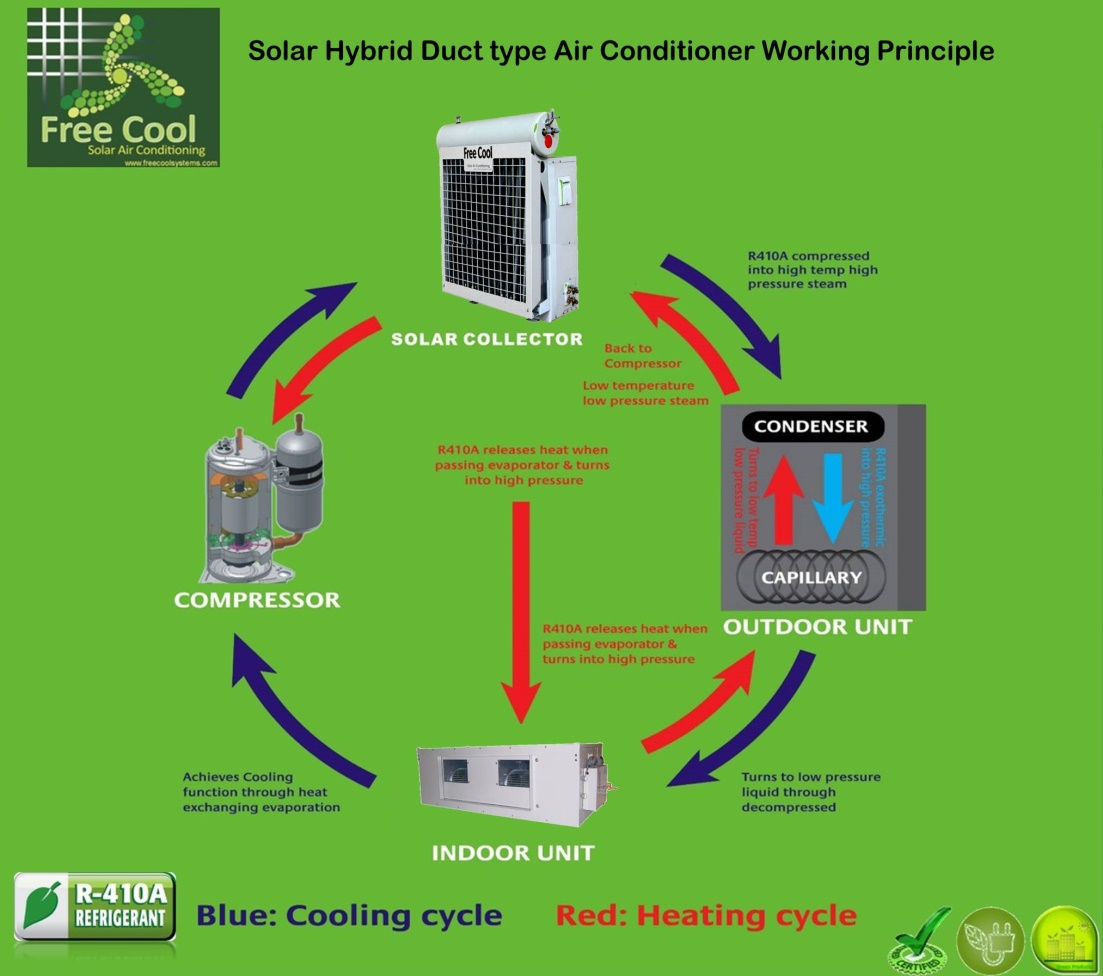 Solar Hybrid Duct type Air Conditioner Working Principle
Free Cool
Solar Air Conditioning
www.freecoolsystems.com
Free Cool
SOLAR COLLECTOR
R410A compressed
into high temp high
pressure steam
Back to
Compressor
Low temperature
low pressure steam
CONDENSER
Turns to low temp
low pressure liquid
R410A exothermic
into high pressure
CAPILLARY
OUTDOOR UNIT
R410A releases heat when
passing evaporator & turns
into high pressure
COMPRESSOR
R410A releases heat when
passing evaporator &
turns into high pressure
Achieves Cooling
function through heat
exchanging evaporation
Turns to low pressure
liquid through
decompressed
INDOOR UNIT
R-410A
REFRIGERANT
Blue: Cooling cycle
Red: Heating cycle
CERTIFIED